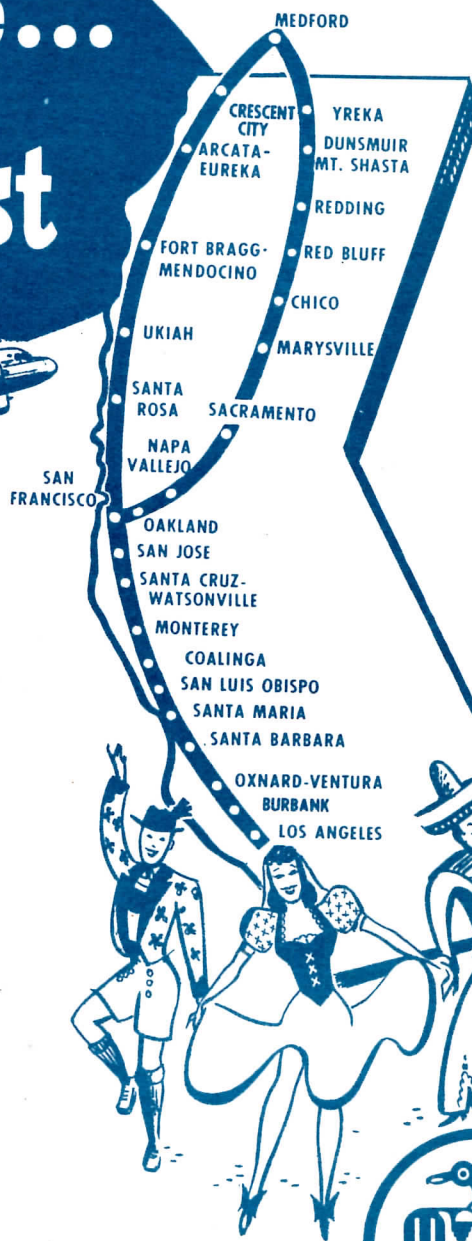 st
MEDFORD
CRESCENT
CITY
YREKA
ARCATA-
EUREKA
DUNSMUIR
MT. SHASTA
REDDING
FORT BRAGG-
MENDOCINO
RED BLUFF
CHICO
UKIAH
MARYSVILLE
SANTA
ROSA
SACRAMENTO
NAPA
VALLEJO
SAN
FRANCISCO
OAKLAND
SAN JOSE
SANTA CRUZ-
WATSONVILLE
MONTEREY
COALINGA
SAN LUIS OBISPO
SANTA MARIA
SANTA BARBARA
OXNARD-VENTURA
BURBANK
LOS ANGELES